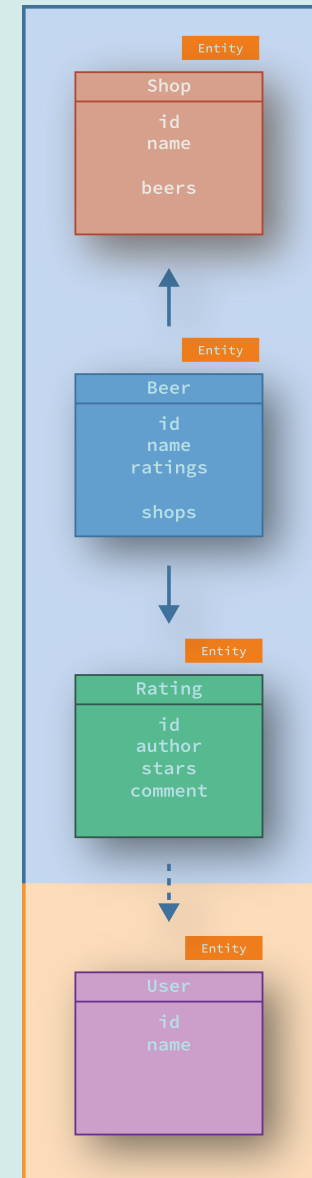 Entity
Shop
id
name
beers
Entity
Beer
id
name
ratings
shops
Entity
Rating
id
author
stars
comment
Entity
User
id
name